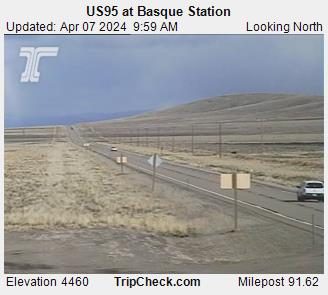 US95 at Basque Station
Updated: Apr 07 2024 9:59 AM Looking North
Elevation 4460 TripCheck.com Milepost 91.62